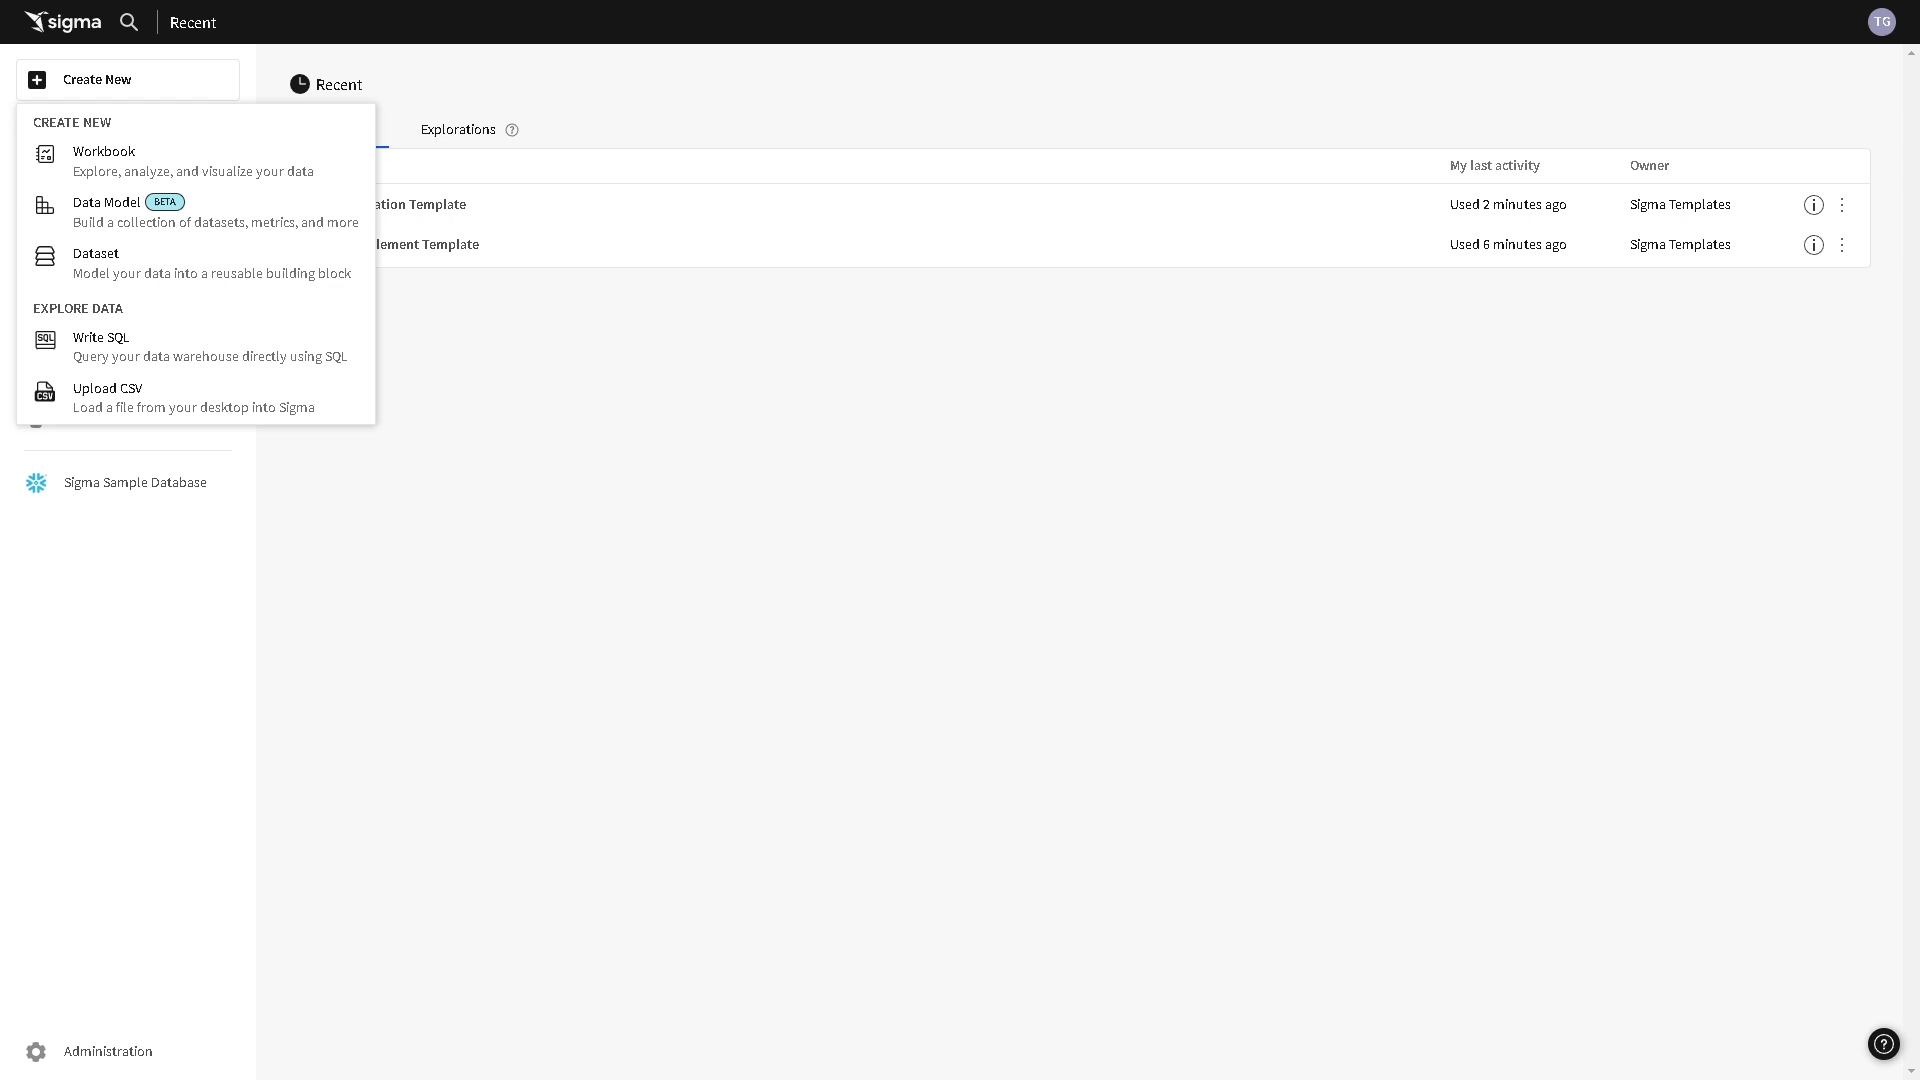 sigma
Recent
TG
Create New
Recent
CREATE NEW
Workbook
Explore, analyze, and visualize your data
Data Model BETA
Build a collection of datasets, metrics, and more
Dataset
Model your data into a reusable building block
EXPLORE DATA
Write SQL
SQL
Query your data warehouse directly using SQL
Upload CSV
CSV
Load a file from your desktop into Sigma
Explorations
My last activity Owner
ation Template Used 2 minutes ago Sigma Templates
lement Template Used 6 minutes ago Sigma Templates
Sigma Sample Database
Administration